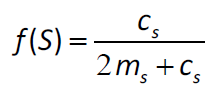 f(S) = c_s / (2m_s + c_s)